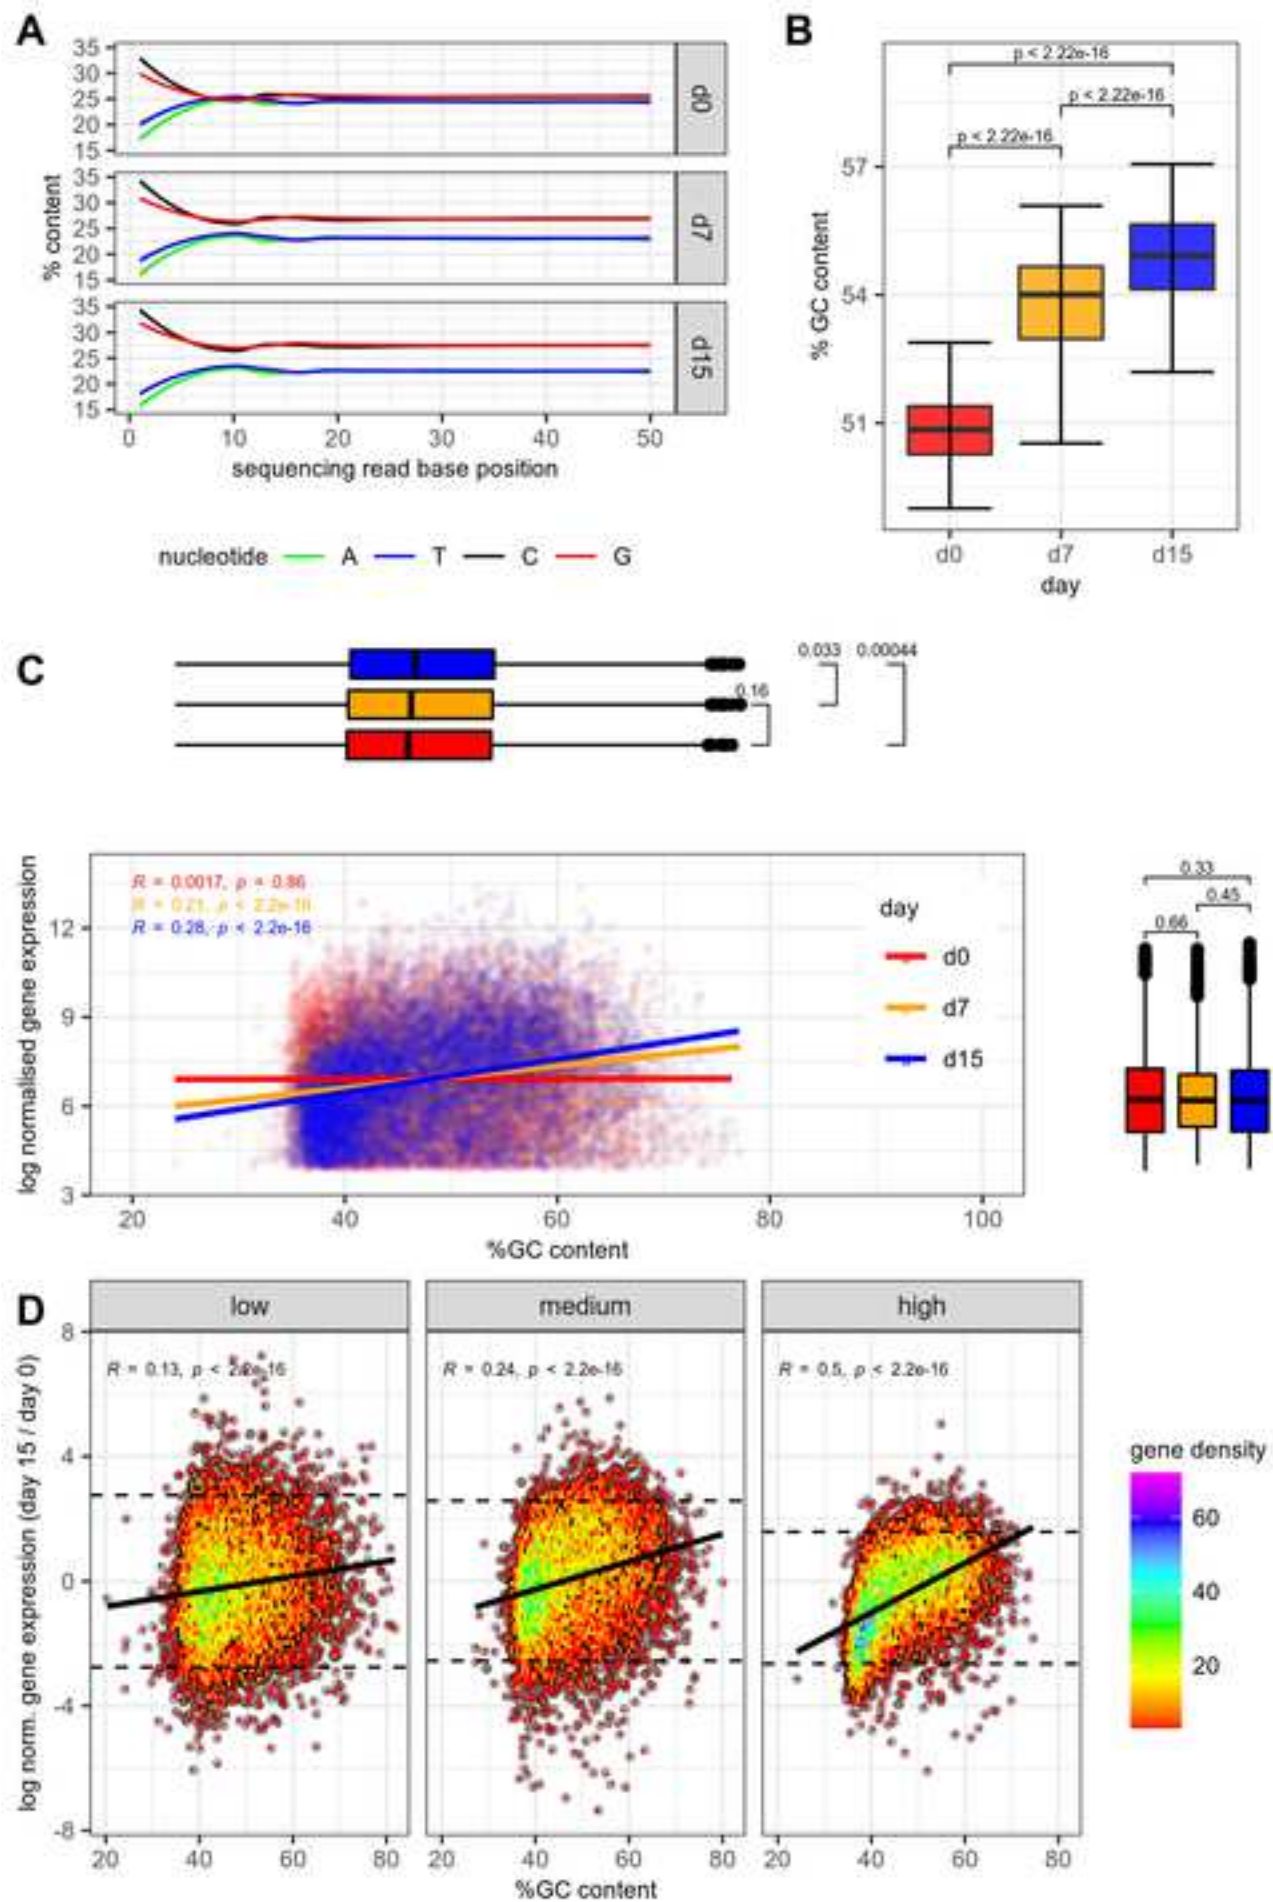 A
35
30
25
20
15
d0
35
30
25
20
15
d7
35
30
25
20
15
d15
% content
0 10 20 30 40 50
sequencing read base position
nucleotide A T C G
B
p < 2.22e-16
p < 2.22e-16
p < 2.22e-16
57
54
51
% GC content
d0 d7 d15
day
C
0.033 0.00044
0.16
log normalised gene expression
R = 0.0017, p = 0.86
R = 0.21, p < 2.2e-16
R = 0.28, p < 2.2e-16
12
9
6
3
day
d0
d7
d15
20 40 60 80 100
%GC content
0.33
0.45
0.66
D
low medium high
log norm. gene expression (day 15 / day 0)
8
4
0
-4
-8
R = 0.13, p < 2.2e-16
R = 0.24, p < 2.2e-16
R = 0.5, p < 2.2e-16
20 40 60 80
20 40 60 80
20 40 60 80
%GC content
gene density
60
40
20